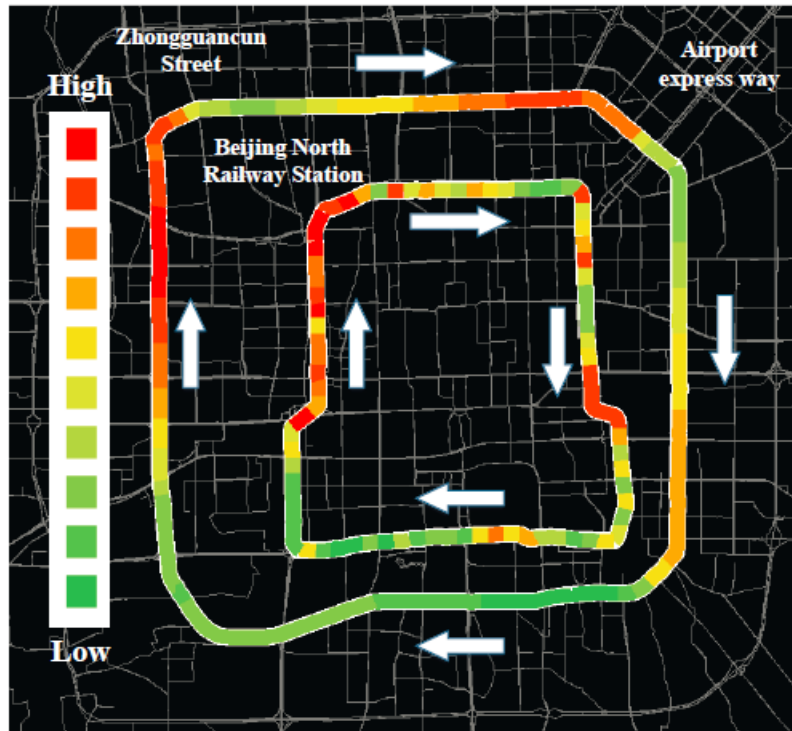 Zhongguancun
Street
Airport
express way
High
Beijing North
Railway Station
Low